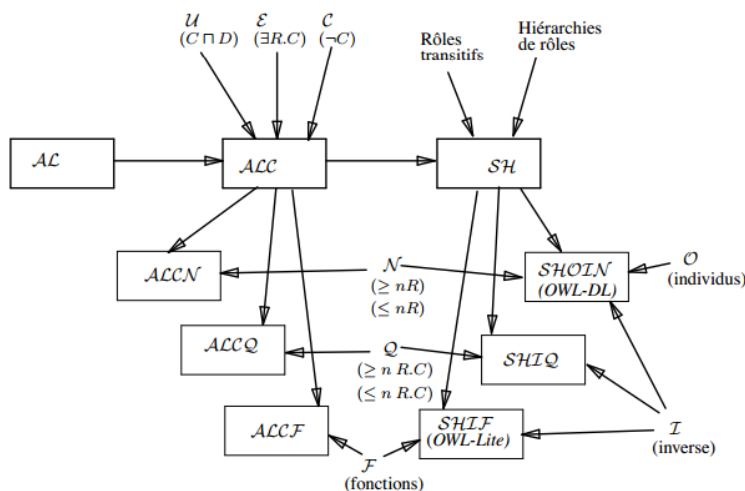 𝒰
(C ⊓ D)
ℰ
(∃R.C)
𝒞
(¬C)
Rôles
transitifs
Hiérarchies
de rôles
𝒜ℒ
𝒜ℒ𝒞
𝒮ℋ
𝒜ℒ𝒞𝒩
𝒩
(≥ nR)
(≤ nR)
𝒮ℋ𝒪ℐ𝒩
(OWL-DL)
𝒪
(individus)
𝒜ℒ𝒞𝒬
𝒬
(≥ n R.C)
(≤ n R.C)
𝒮ℋℐ𝒬
𝒜ℒ𝒞ℱ
ℱ
(fonctions)
𝒮ℋℐℱ
(OWL-Lite)
ℐ
(inverse)